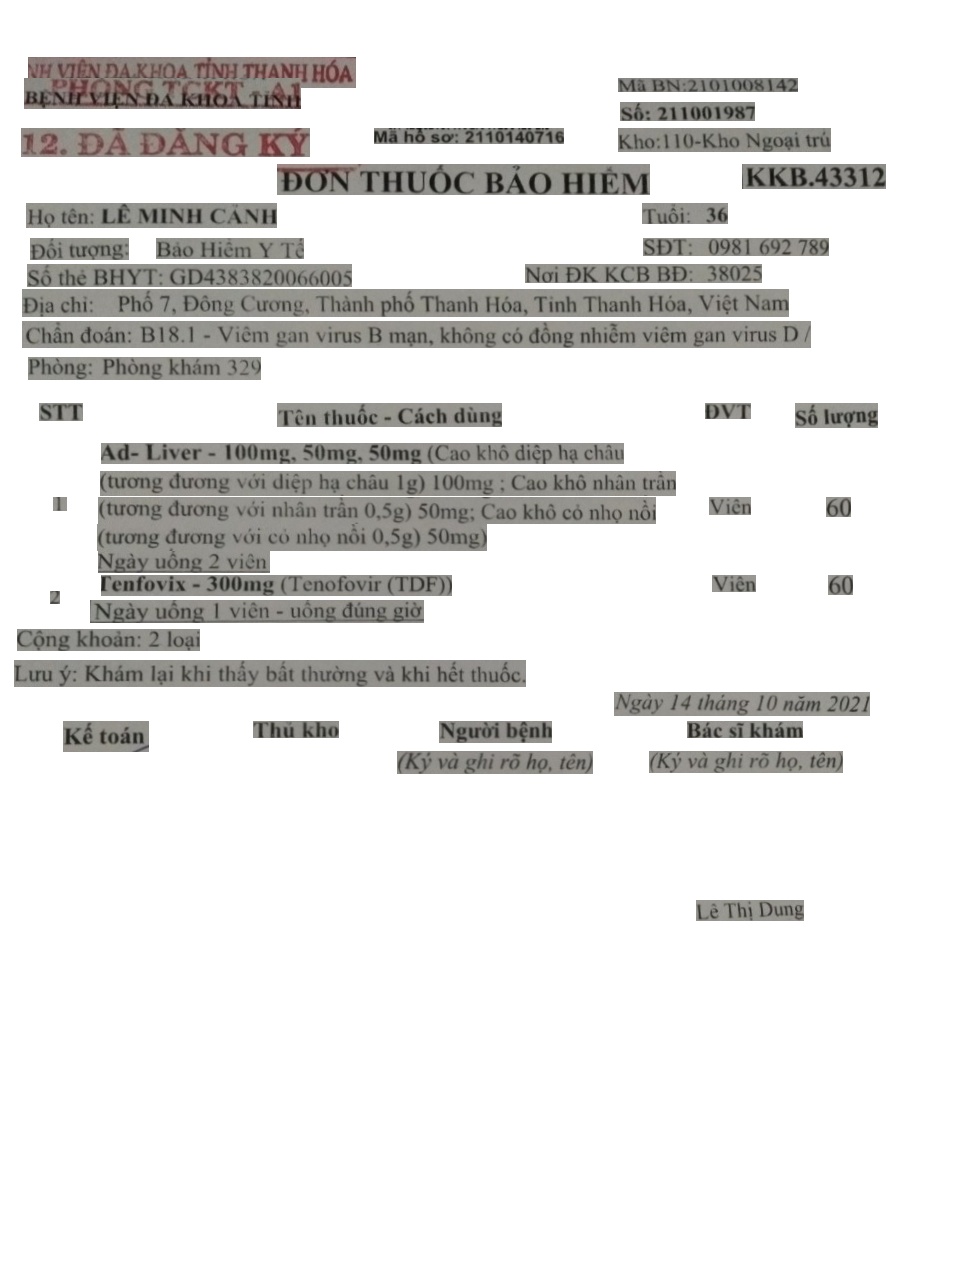 NH VIỆN ĐA KHOA TỈNH THANH HÓA
PHÒNG TCKT - A1
BỆNH VIỆN ĐA KHOA TỈNH
Mã BN:2101008142
Số: 211001987
12. ĐÃ ĐĂNG KÝ
Mã hồ sơ: 2110140716
Kho:110-Kho Ngoại trú
ĐƠN THUỐC BẢO HIỂM
KKB.43312
Họ tên: LÊ MINH CẢNH
Tuổi: 36
Đối tượng: Bảo Hiểm Y Tế
SĐT: 0981 692 789
Số thẻ BHYT: GD4383820066005
Nơi ĐK KCB BĐ: 38025
Địa chỉ: Phố 7, Đông Cương, Thành phố Thanh Hóa, Tỉnh Thanh Hóa, Việt Nam
Chẩn đoán: B18.1 - Viêm gan virus B mạn, không có đồng nhiễm viêm gan virus D /
Phòng: Phòng khám 329
STT Tên thuốc - Cách dùng ĐVT Số lượng
Ad- Liver - 100mg, 50mg, 50mg (Cao khô diệp hạ châu
(tương đương với diệp hạ châu 1g) 100mg ; Cao khô nhân trần
1 (tương đương với nhân trần 0,5g) 50mg; Cao khô cỏ nhọ nồi Viên 60
(tương đương với cỏ nhọ nồi 0,5g) 50mg)
Ngày uống 2 viên
2 Tenfovix - 300mg (Tenofovir (TDF)) Viên 60
Ngày uống 1 viên - uống đúng giờ
Cộng khoản: 2 loại
Lưu ý: Khám lại khi thấy bất thường và khi hết thuốc.
Ngày 14 tháng 10 năm 2021
Kế toán Thủ kho Người bệnh Bác sĩ khám
(Ký và ghi rõ họ, tên) (Ký và ghi rõ họ, tên)
Lê Thị Dung